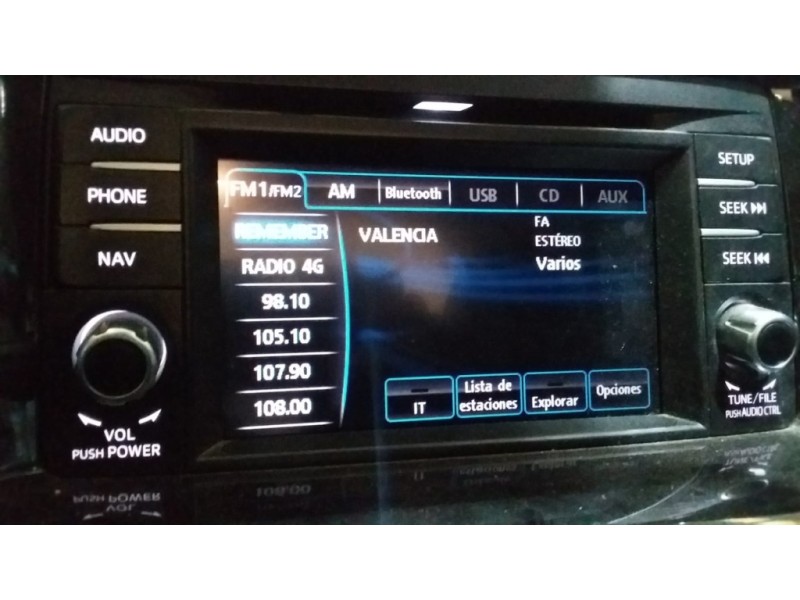 AUDIO
PHONE
NAV
VOL
PUSH POWER
FM1/FM2 AM Bluetooth USB CD AUX
REMEMBER
RADIO 4G
98.10
105.10
107.90
108.00
VALENCIA
FA
ESTÉREO
Varios
IT
Lista de
estaciones
Explorar
Opciones
SETUP
SEEK
SEEK
TUNE/FILE
PUSH AUDIO CTRL